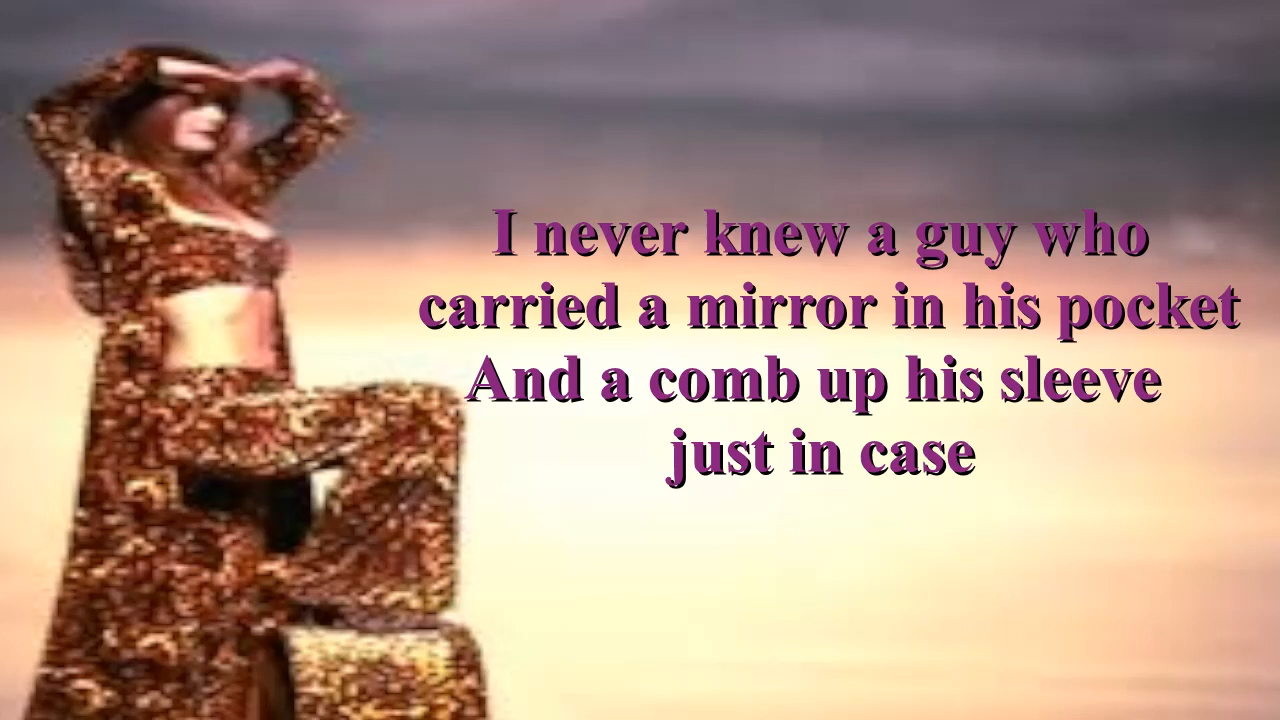 I never knew a guy who
carried a mirror in his pocket
And a comb up his sleeve
just in case